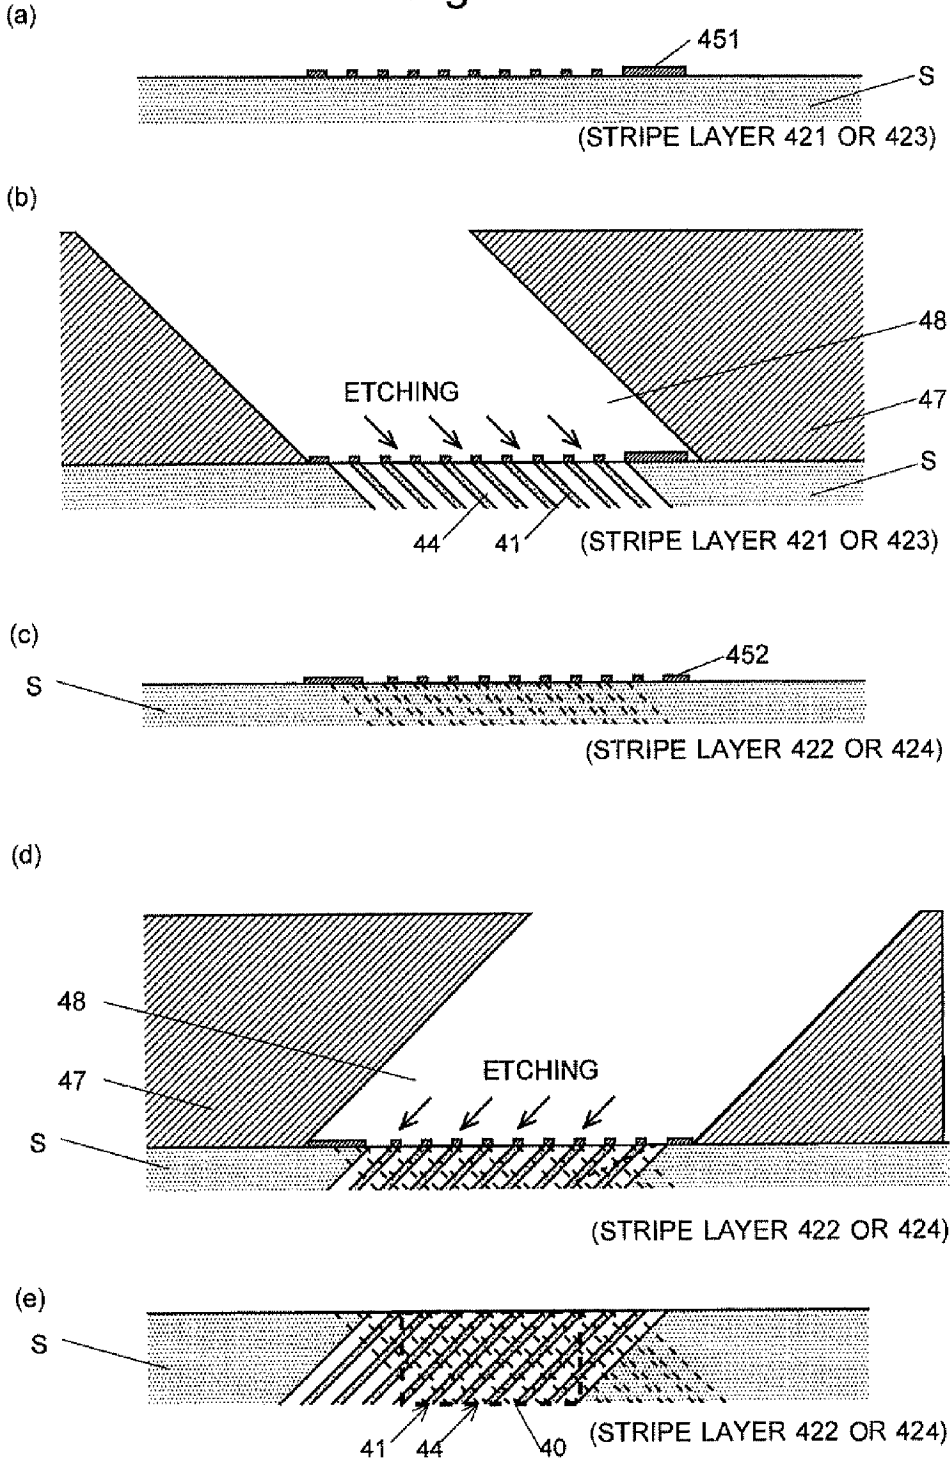 (a)
451
S
(STRIPE LAYER 421 OR 423)
(b)
48
ETCHING
47
S
44
41
(STRIPE LAYER 421 OR 423)
(c)
452
S
(STRIPE LAYER 422 OR 424)
(d)
48
ETCHING
47
S
(STRIPE LAYER 422 OR 424)
(e)
S
41
44
40
(STRIPE LAYER 422 OR 424)